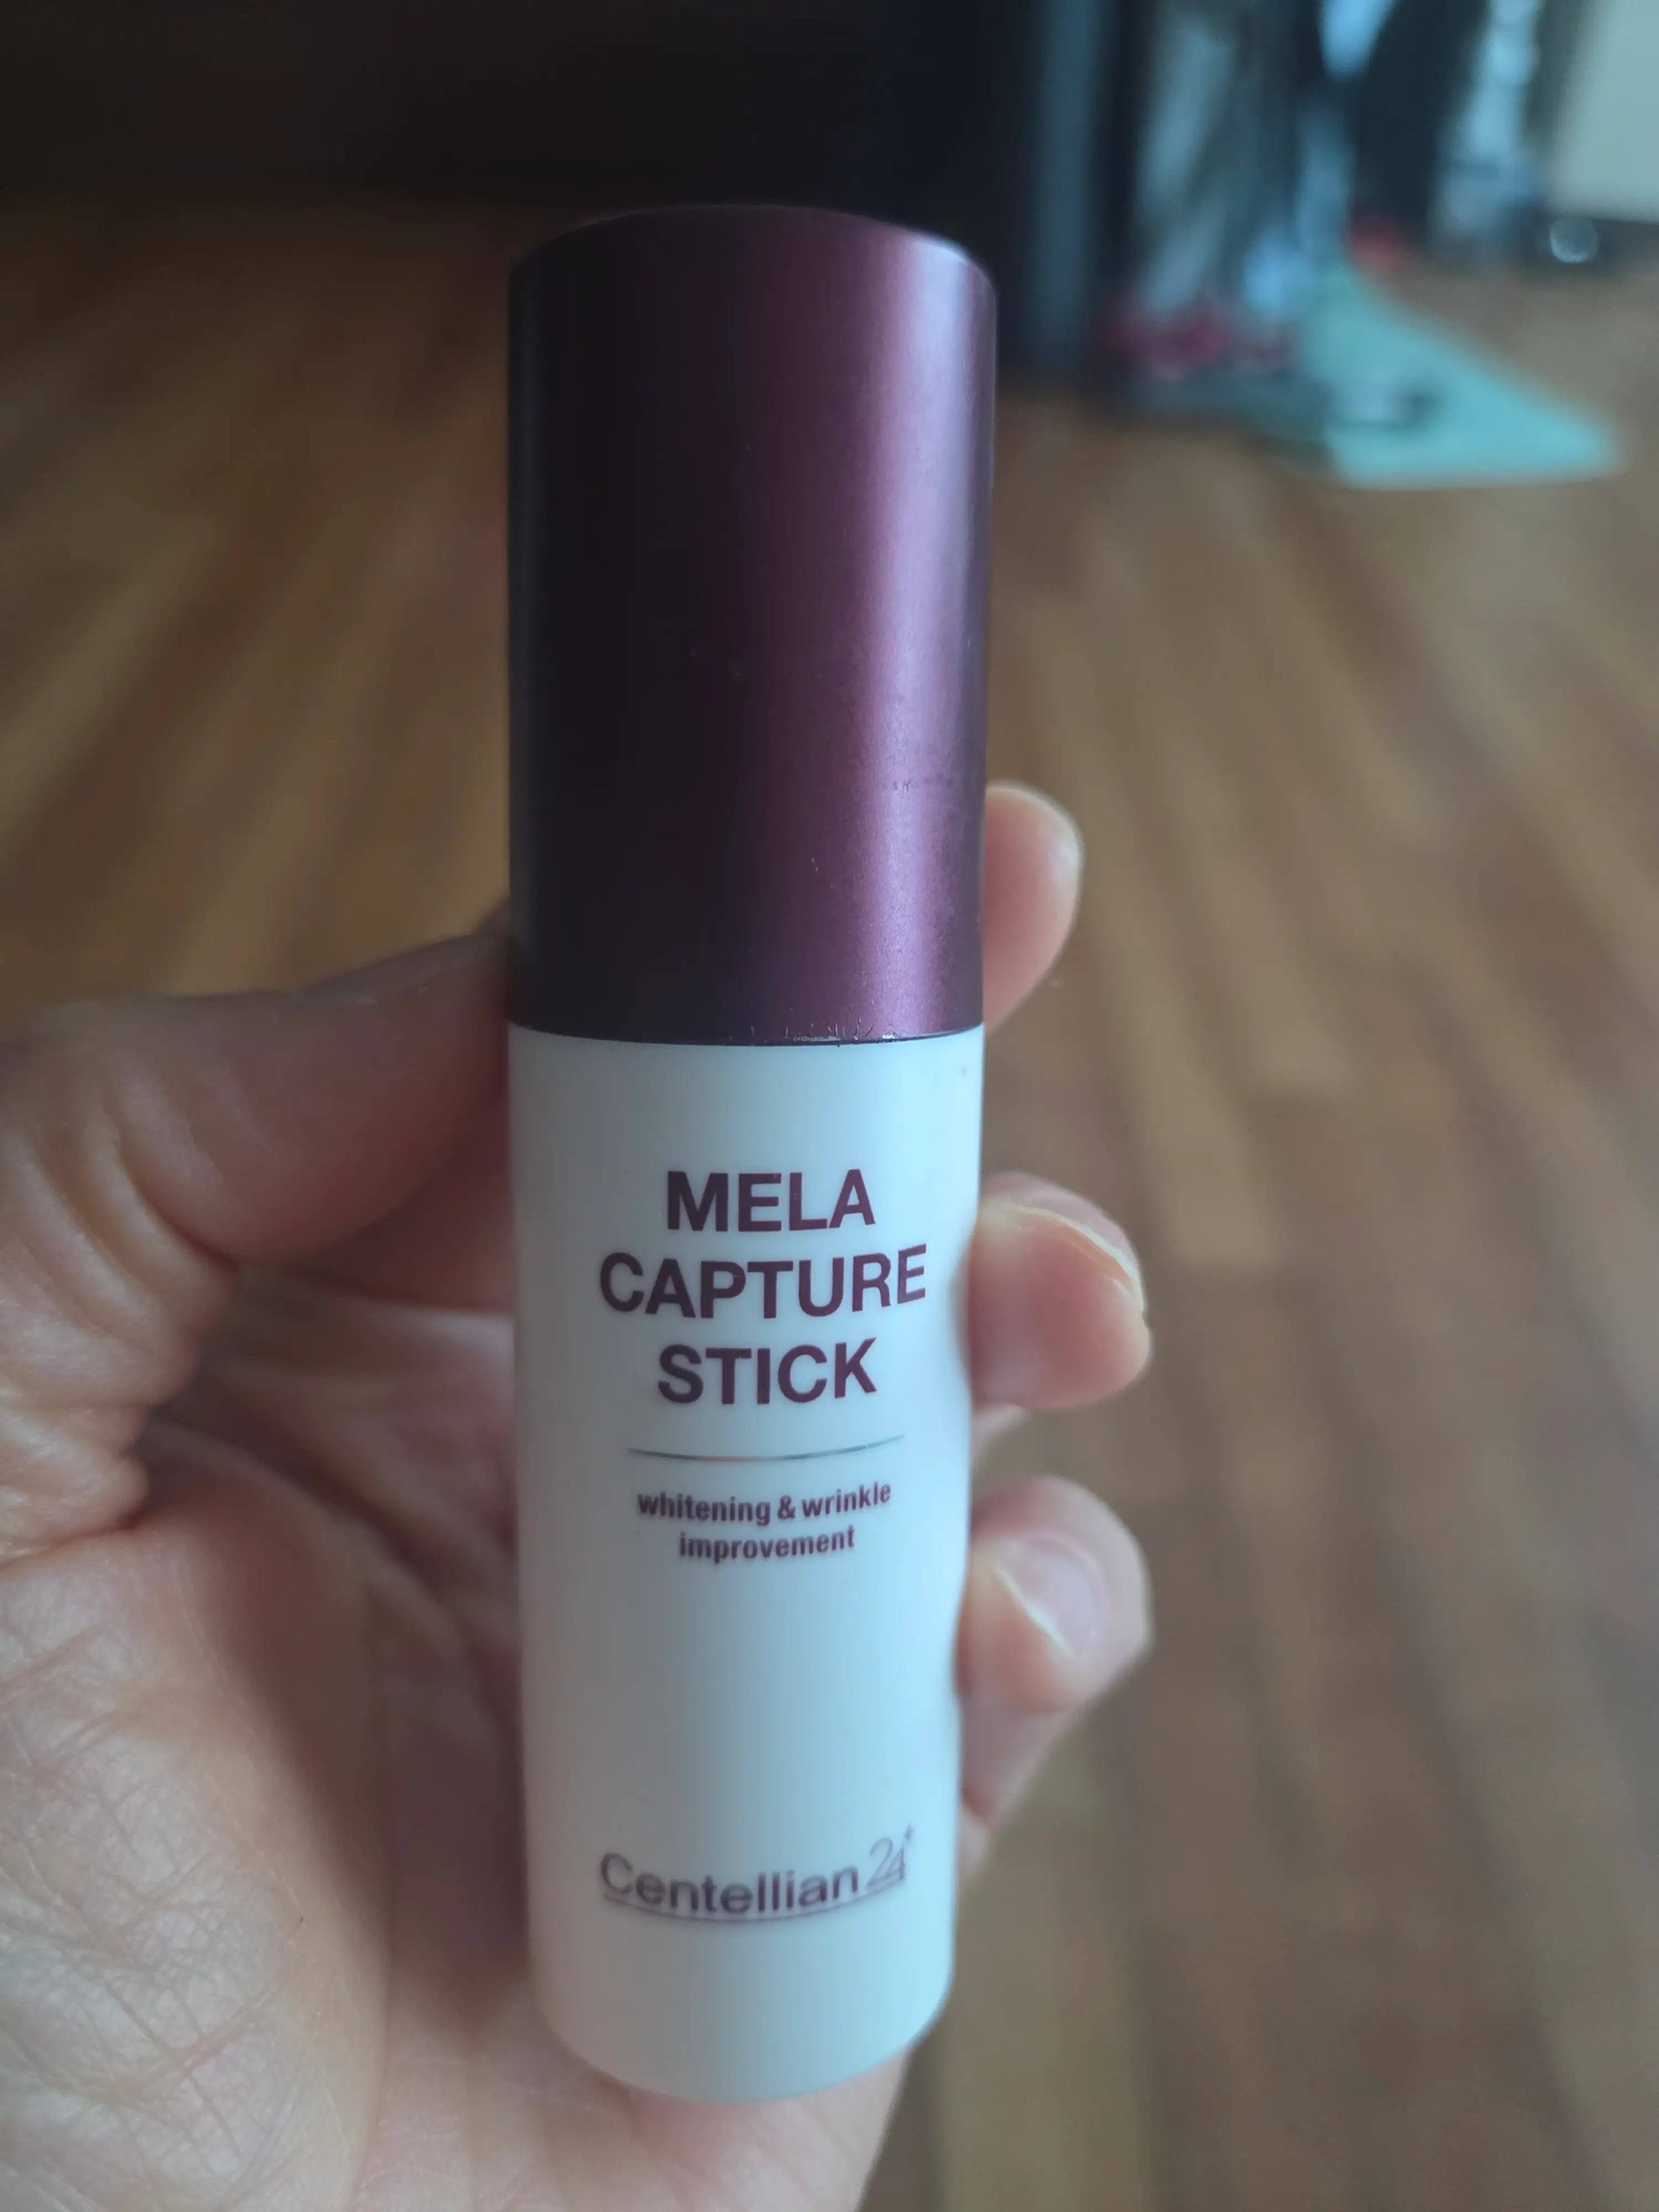 MELA
CAPTURE
STICK
whitening & wrinkle
improvement
Centellian24+